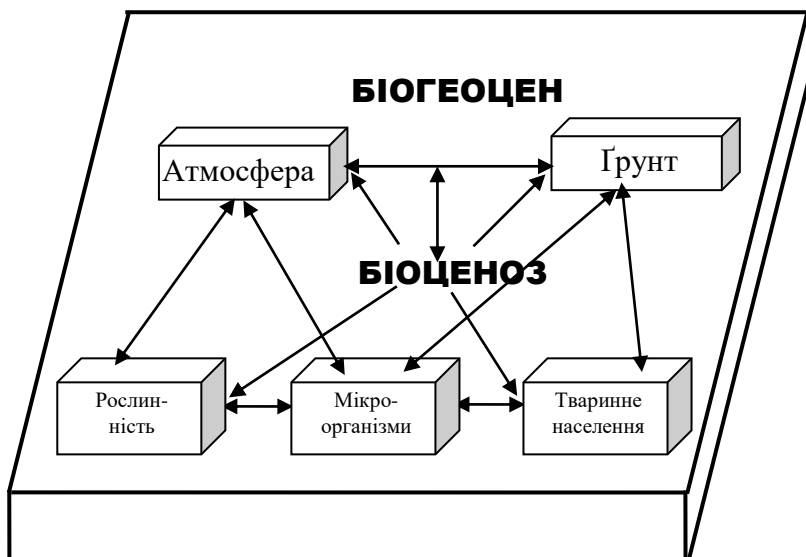 БІОГЕОЦЕН
Атмосфера
Ґрунт
БІОЦЕНОЗ
Рослин-
ність
Мікро-
організми
Тваринне
населення